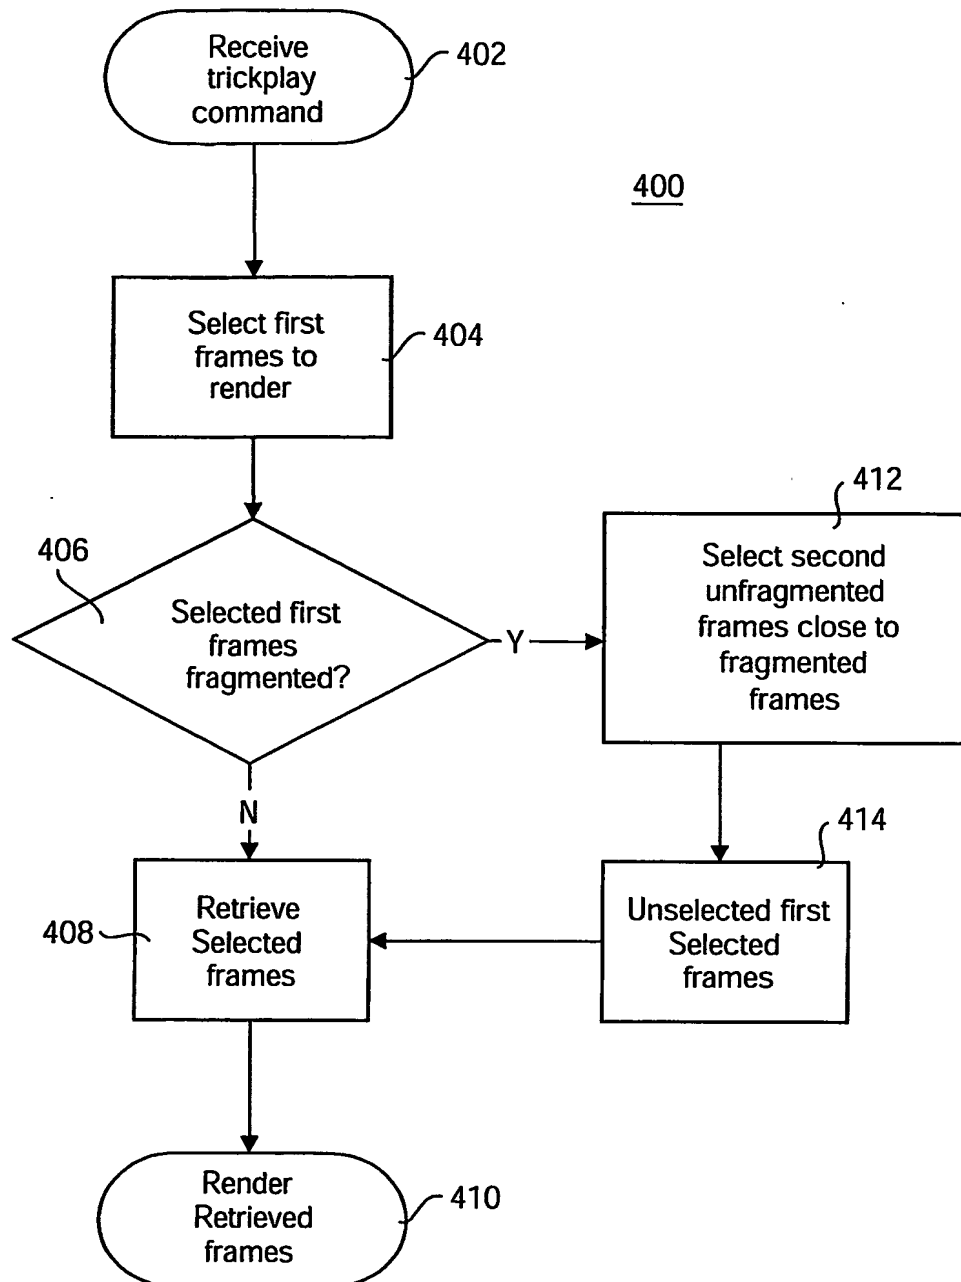 Receive
trickplay
command
402
400
Select first
frames to
render
404
406
Selected first
frames
fragmented?
Y
412
Select second
unfragmented
frames close to
fragmented
frames
N
414
Unselected first
Selected
frames
408
Retrieve
Selected
frames
Render
Retrieved
frames
410